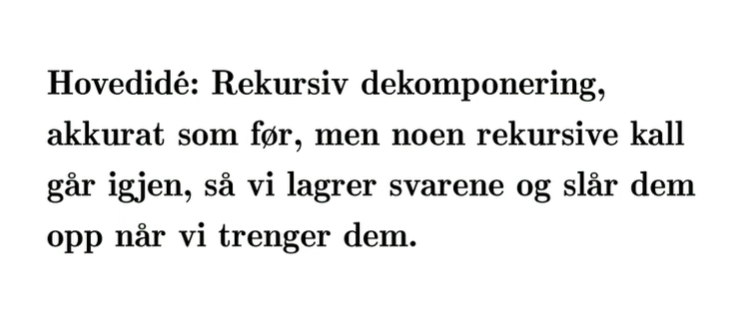 Hovedidé: Rekursiv dekomponering,
akkurat som før, men noen rekursive kall
går igjen, så vi lagrer svarene og slår dem
opp når vi trenger dem.